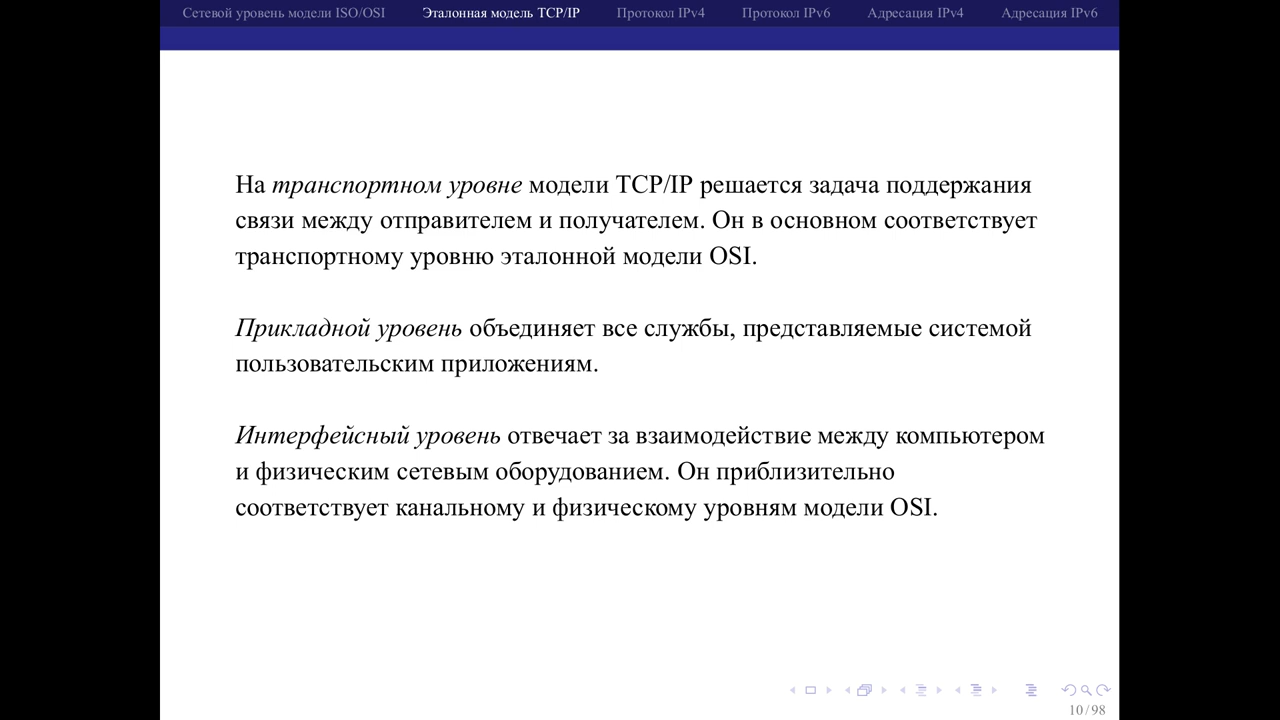 Сетевой уровень модели ISO/OSI Эталонная модель TCP/IP Протокол IPv4 Протокол IPv6 Адресация IPv4 Адресация IPv6
На транспортном уровне модели TCP/IP решается задача поддержания
связи между отправителем и получателем. Он в основном соответствует
транспортному уровню эталонной модели OSI.
Прикладной уровень объединяет все службы, представляемые системой
пользовательским приложениям.
Интерфейсный уровень отвечает за взаимодействие между компьютером
и физическим сетевым оборудованием. Он приблизительно
соответствует канальному и физическому уровням модели OSI.
10 / 98